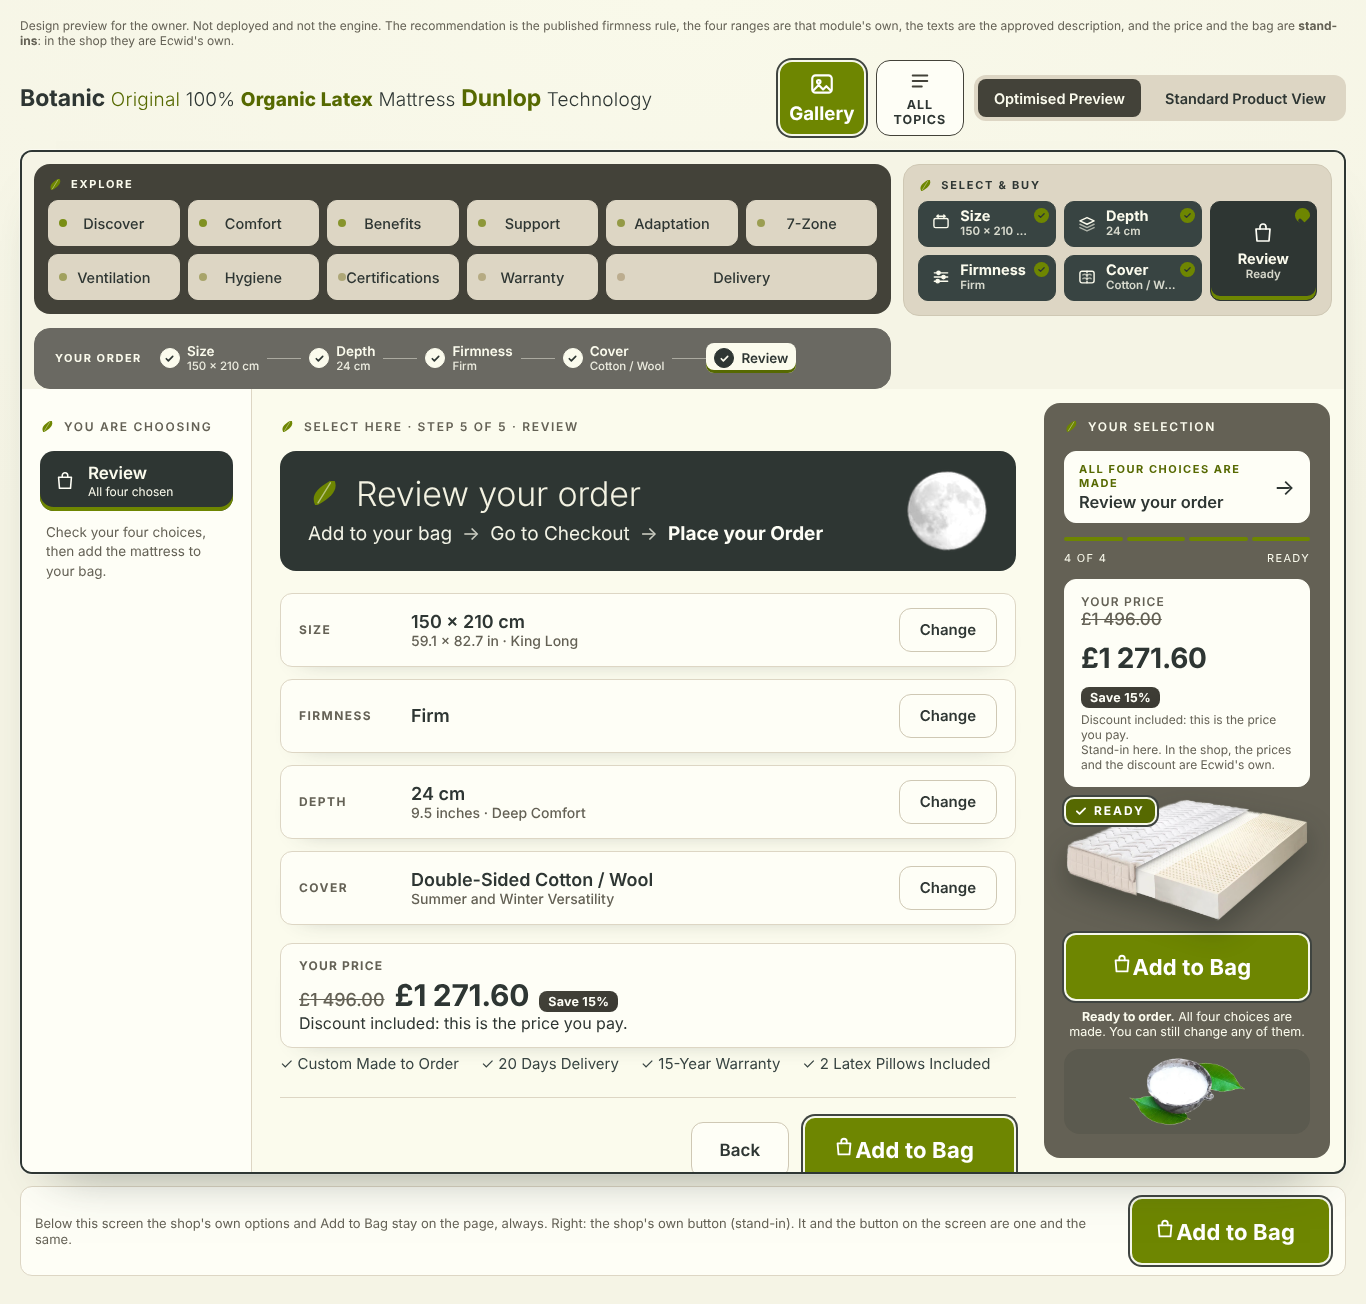 Design preview for the owner. Not deployed and not the engine. The recommendation is the published firmness rule, the four ranges are that module's own, the texts are the approved description, and the price and the bag are stand-
ins: in the shop they are Ecwid's own.
Botanic Original 100% Organic Latex Mattress Dunlop Technology
Gallery
ALL
TOPICS
Optimised Preview
Standard Product View
EXPLORE
Discover
Comfort
Benefits
Support
Adaptation
7-Zone
Ventilation
Hygiene
Certifications
Warranty
Delivery
SELECT & BUY
Size
150 × 210 ...
Depth
24 cm
Firmness
Firm
Cover
Cotton / W...
Review
Ready
YOUR ORDER
Size
150 × 210 cm
Depth
24 cm
Firmness
Firm
Cover
Cotton / Wool
Review
YOU ARE CHOOSING
Review
All four chosen
Check your four choices,
then add the mattress to
your bag.
SELECT HERE · STEP 5 OF 5 · REVIEW
Review your order
Add to your bag → Go to Checkout → Place your Order
SIZE
150 × 210 cm
59.1 × 82.7 in · King Long
Change
FIRMNESS
Firm
Change
DEPTH
24 cm
9.5 inches · Deep Comfort
Change
COVER
Double-Sided Cotton / Wool
Summer and Winter Versatility
Change
YOUR PRICE
£1 496.00 £1 271.60 Save 15%
Discount included: this is the price you pay.
✓ Custom Made to Order ✓ 20 Days Delivery ✓ 15-Year Warranty ✓ 2 Latex Pillows Included
Back
Add to Bag
YOUR SELECTION
ALL FOUR CHOICES ARE
MADE
Review your order →
4 OF 4
READY
YOUR PRICE
£1 496.00
£1 271.60
Save 15%
Discount included: this is the price
you pay.
Stand-in here. In the shop, the prices
and the discount are Ecwid's own.
✓ READY
Add to Bag
Ready to order. All four choices are
made. You can still change any of them.
Below this screen the shop's own options and Add to Bag stay on the page, always. Right: the shop's own button (stand-in). It and the button on the screen are one and the
same.
Add to Bag